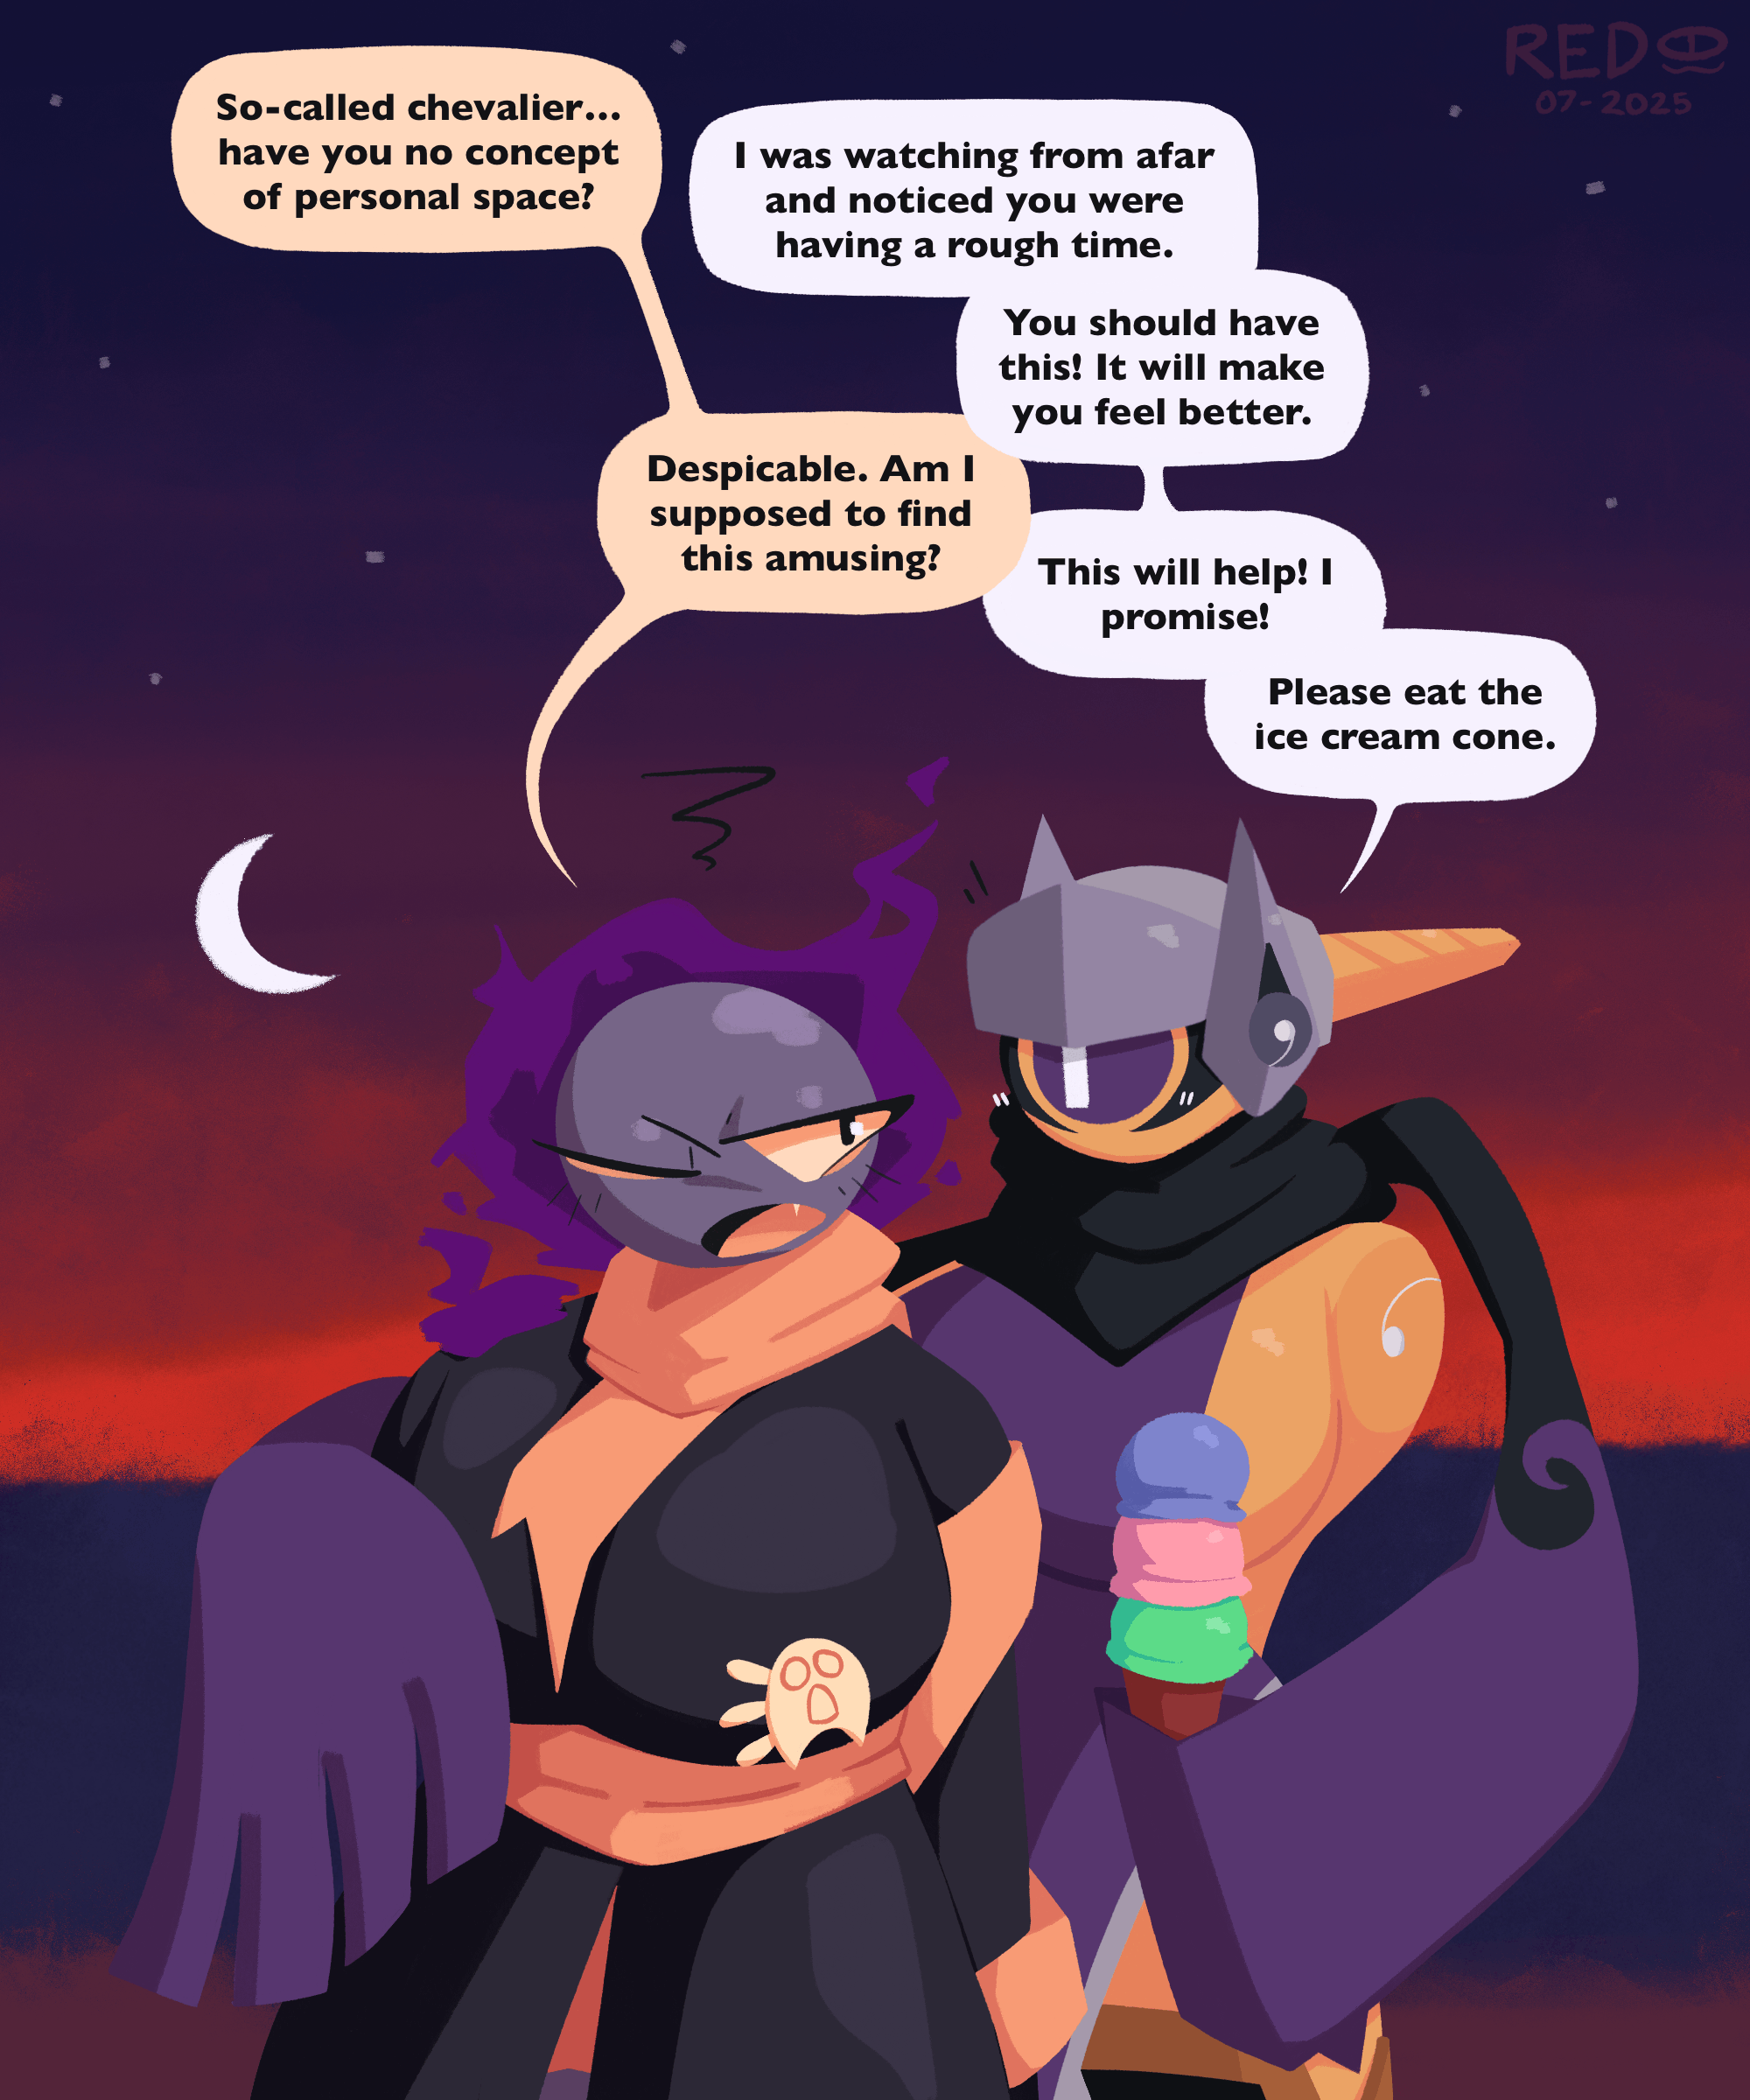 RED
07-2025
So-called chevalier...
have you no concept
of personal space?
I was watching from afar
and noticed you were
having a rough time.
You should have
this! It will make
you feel better.
Despicable. Am I
supposed to find
this amusing?
This will help! I
promise!
Please eat the
ice cream cone.